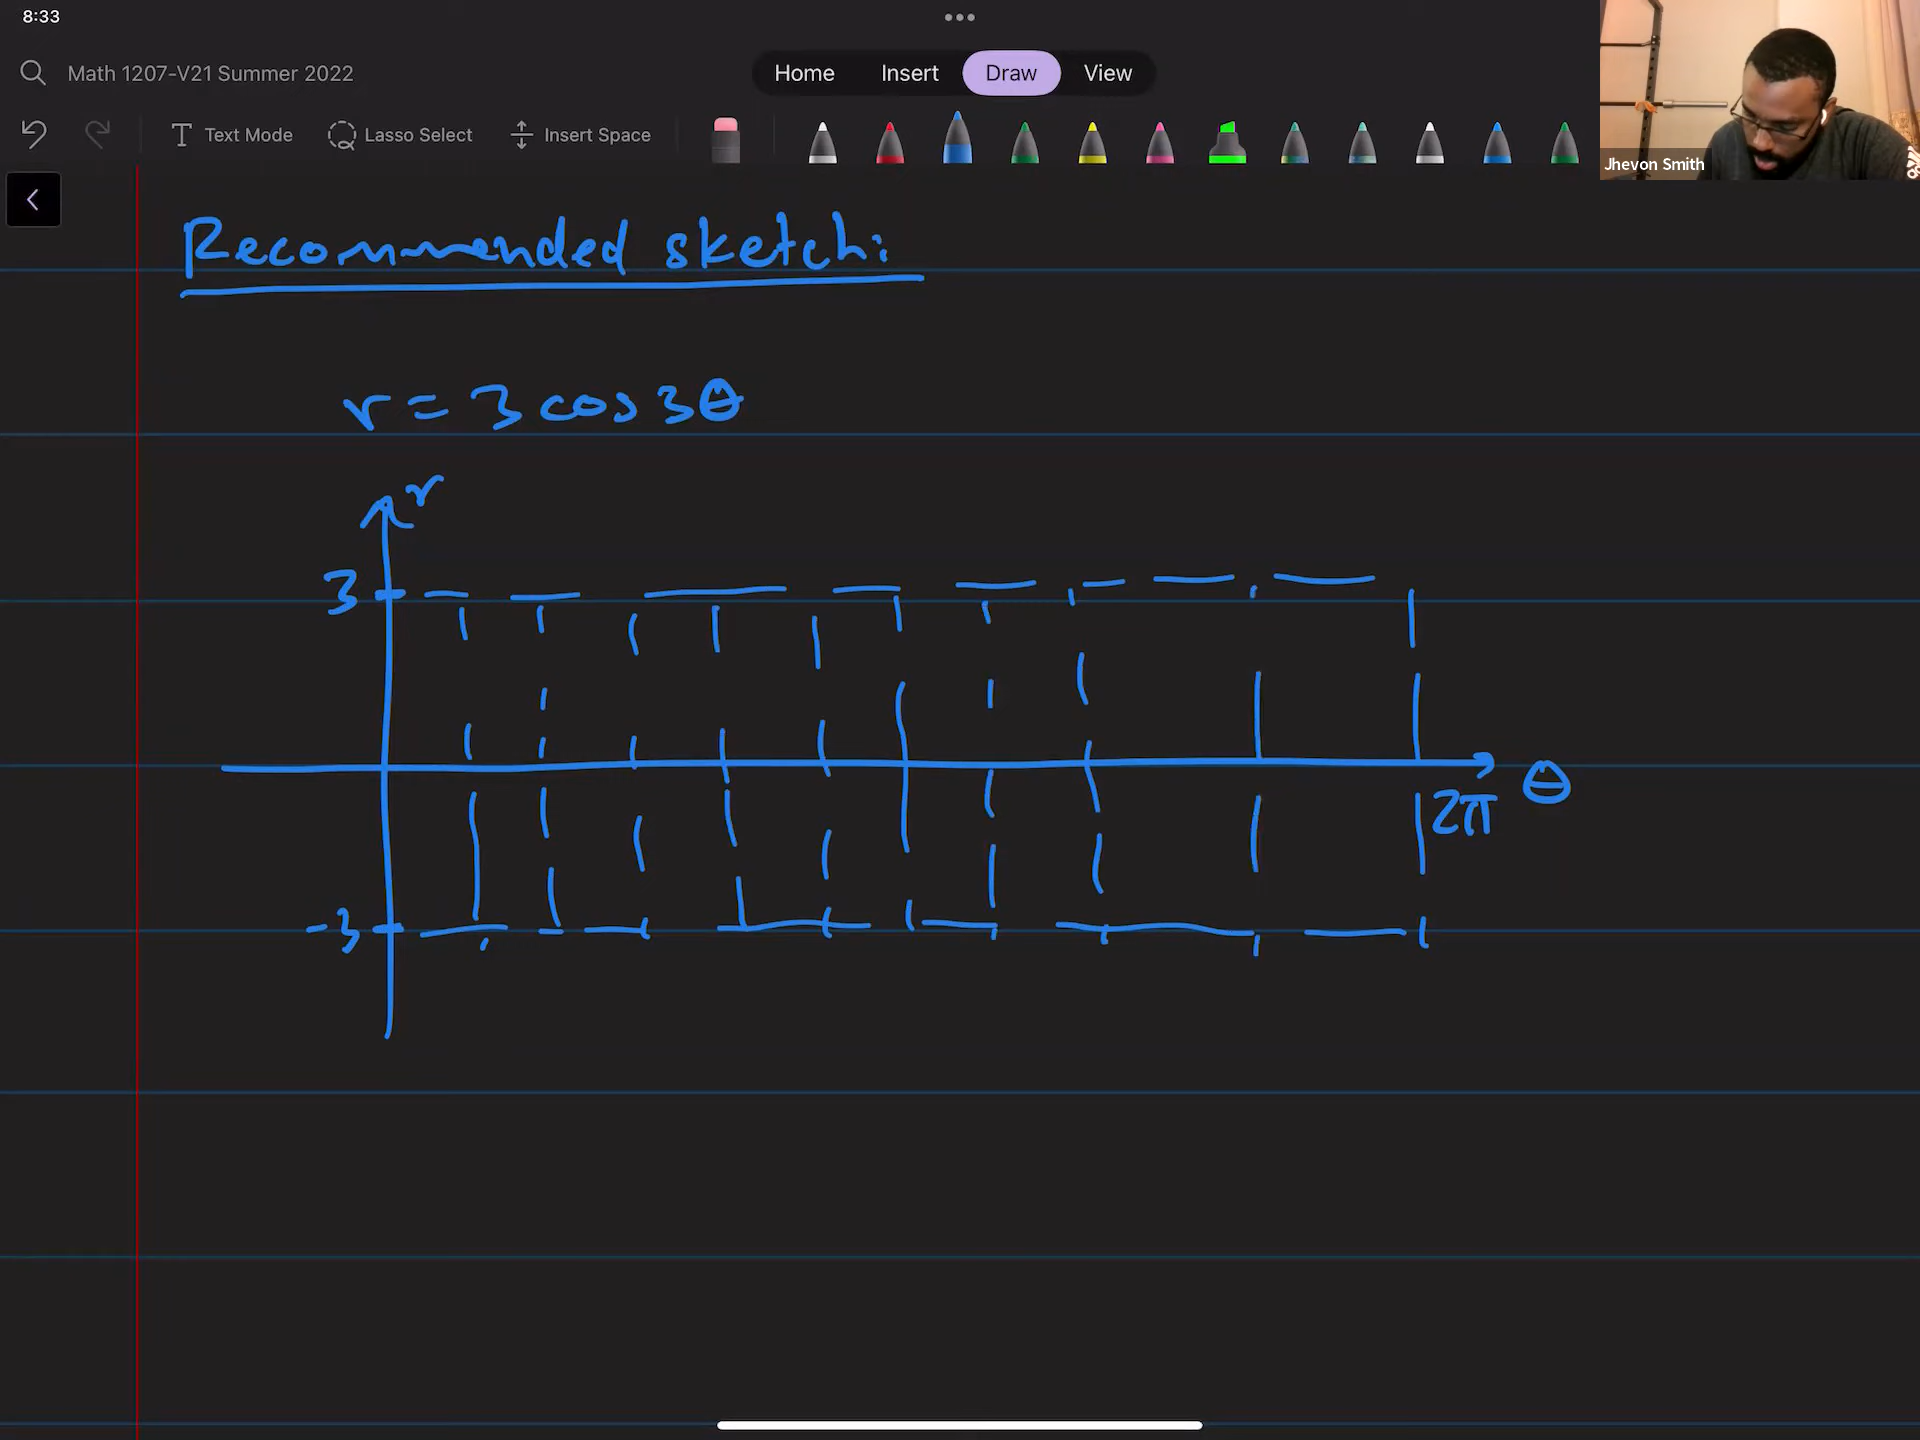 8:33
Math 1207-V21 Summer 2022
Home Insert Draw View
Text Mode Lasso Select Insert Space
Jhevon Smith
Recommended sketch:
r = 3 cos 3θ
r
3
θ
2π
-3